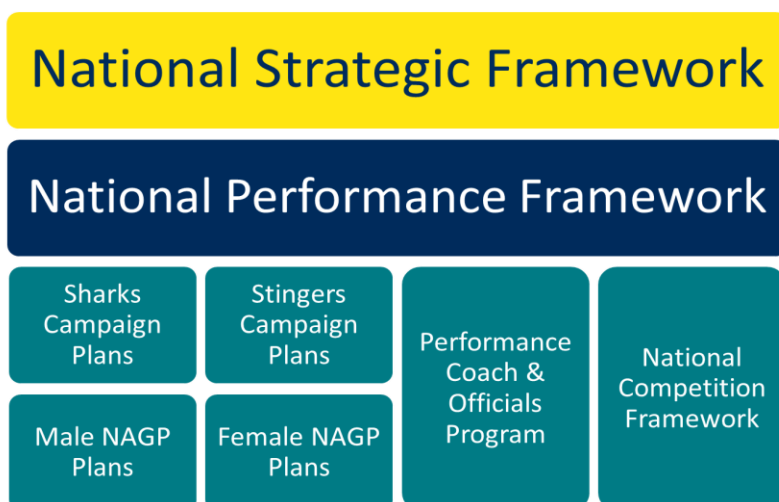 National Strategic Framework
National Performance Framework
Sharks
Campaign
Plans
Stingers
Campaign
Plans
Performance
Coach &
Officials
Program
National
Competition
Framework
Male NAGP
Plans
Female NAGP
Plans